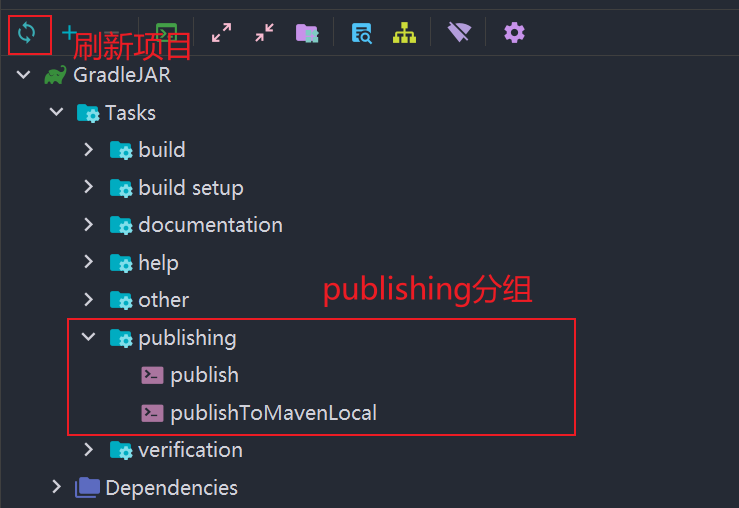 刷新项目
GradleJAR
Tasks
build
build setup
documentation
help
other
publishing分组
publishing
publish
publishToMavenLocal
verification
Dependencies